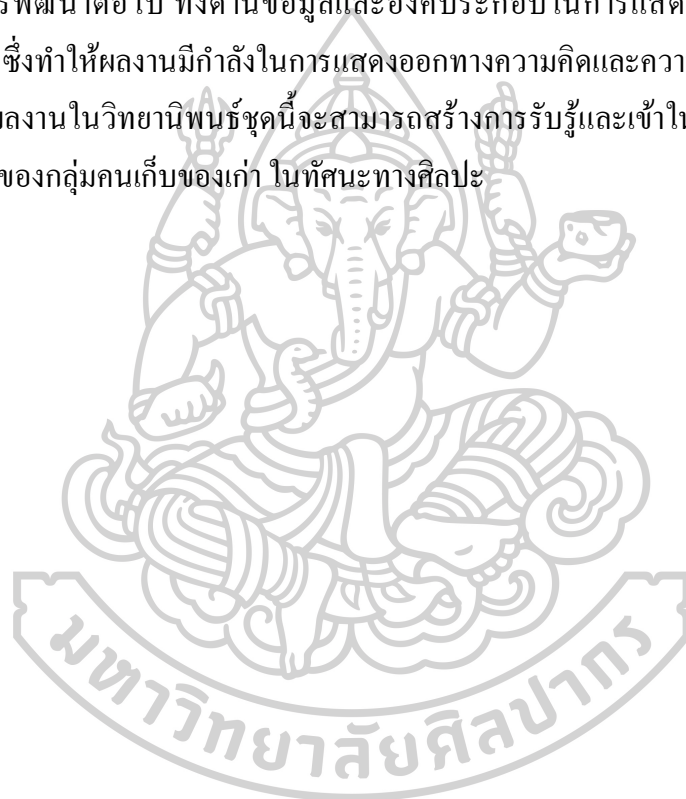 พัฒนาต่อไป ทั้งด้านข้อมูลและองค์ประกอบในการแสด
ซึ่งทำให้ผลงานมีกำลังในการแสดงออกทางความคิดและควา
ลงานในวิทยานิพนธ์ชุดนี้จะสามารถสร้างการรับรู้และเข้าใ
ของกลุ่มคนเก็บของเก่า ในทัศนะทางศิลปะ
มหาวิทยาลัยศิลปากร